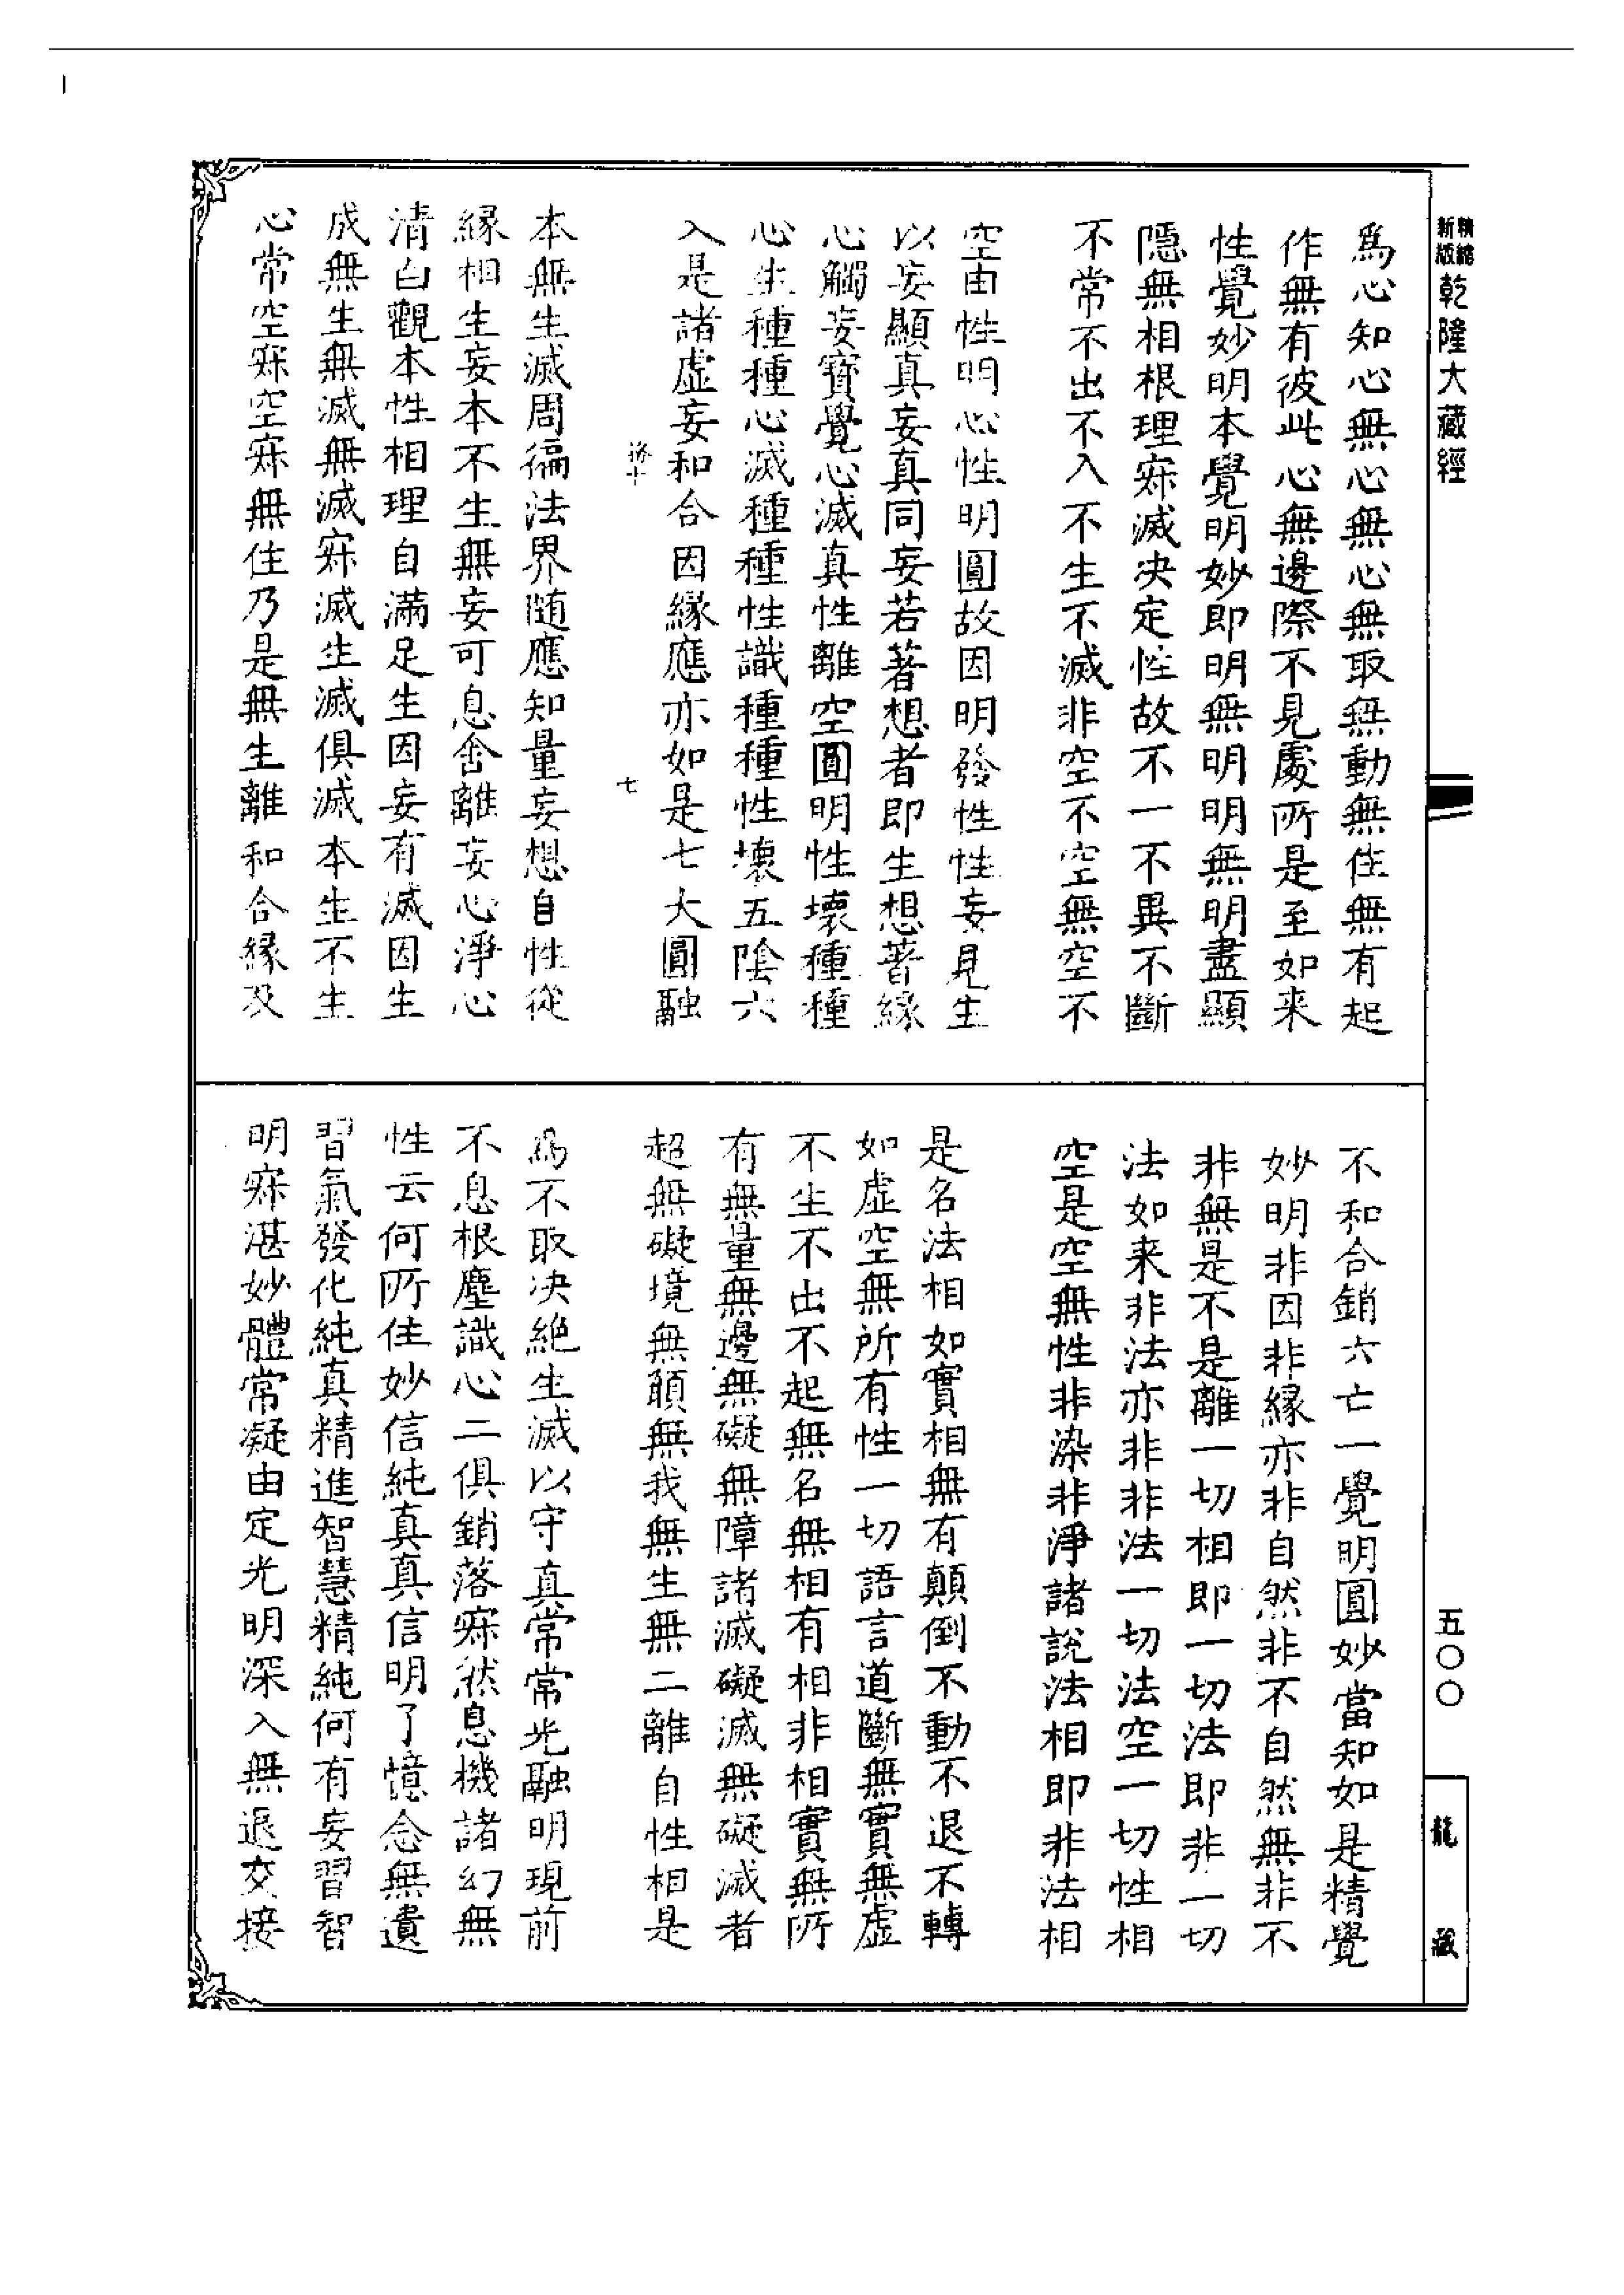 精縮新版乾隆大藏經
爲心知心無心無心無取無動無住無有起
作無有彼此心無邊際不見處所是至如来
性覺妙明本覺明妙即明無明明無明盡顯
隱無相根理寂滅决定性故不一不異不斷
不常不出不入不生不滅非空不空無空不
空由性明心性明圓故因明發性性妄見生
以妄顯真妄真同妄若著想者即生想著緣
心觸妄寶覺心滅真性離空圓明性壞種種
心生種種心滅種種性識種種性壞五陰六
入是諸虛妄和合因緣應亦如是七大圓融
七
本無生滅周徧法界随應知量妄想自性從
緣相生妄本不生無妄可息舍離妄心淨心
清白觀本性相理自滿足生因妄有滅因生
成無生無滅無滅寂滅生滅俱滅本生不生
心常空寂空寂無住乃是無生離和合緣及
不和合銷六亡一覺明圓妙當知如是精覺
妙明非因非緣亦非自然非不自然無非不
非無是不是離一切相即一切法即非一切
法如来非法亦非非法一切法空一切性相
空是空無性非染非淨諸說法相即非法相
是名法相如實相無有顛倒不動不退不轉
如虛空無所有性一切語言道斷無實無虛
不生不出不起無名無相有相非相實無所
有無量無邊無礙無障諸滅礙滅無礙滅者
超無礙境無願無我無生無二離自性相是
爲不取决絶生滅以守真常常光融明現前
不息根塵識心二俱銷落寂然息機諸幻無
性云何所住妙信純真真信明了憶念無遺
習氣發化純真精進智慧精純何有妄習智
明寂湛妙體常凝由定光明深入無退交接
五〇〇
龍藏